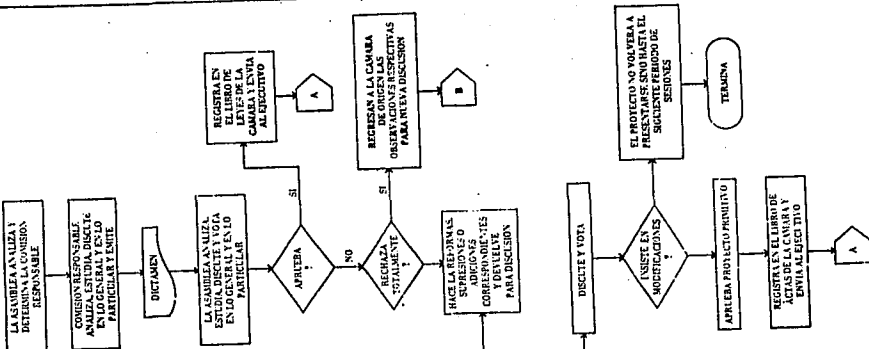 LA ASAMBLEA ANALIZA Y
DETERMINA LA COMISION
RESPONSABLE
COMISION RESPONSABLE
ANALIZA, ESTUDIA, DISCUTE
EN LO GENERAL Y EN LO
PARTICULAR Y EMITE
DICTAMEN
LA ASAMBLEA ANALIZA,
ESTUDIA, DISCUTE Y VOTA
EN LO GENERAL Y EN LO
PARTICULAR
APRUEBA
?
SI
REGISTRA EN
EL LIBRO DE
LEYES DE LA
CAMARA Y ENVIA
AL EJECUTIVO
A
NO
RECHAZA
TOTALMENTE
?
SI
REGRESAN A LA CAMARA
DE ORIGEN LAS
OBSERVACIONES RESPECTIVAS
PARA NUEVA DISCUSION
B
HACE LA REFORMAS,
SUPRESIONES O
ADICIONES
CORRESPONDIENTES
Y DEVUELVE
PARA DISCUSION
DISCUTE Y VOTA
INSISTE EN
MODIFICACIONES
?
EL PROYECTO NO VOLVERA A
PRESENTARSE SINO HASTA EL
SIGUIENTE PERIODO DE
SESIONES
TERMINA
APRUEBA PROYECTO PRIMITIVO
REGISTRA EN EL LIBRO DE
ACTAS DE LA CAMARA Y
ENVIA AL EJECUTIVO
A